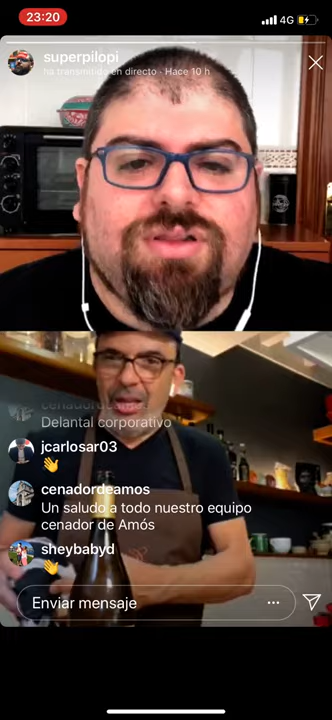 23:20
4G
superpilopi
ha transmitido en directo · Hace 10 h
cenadordeamos
Delantal corporativo
jcarlosar03
👋
cenadordeamos
Un saludo a todo nuestro equipo
cenador de Amós
sheybabyd
👋
Enviar mensaje